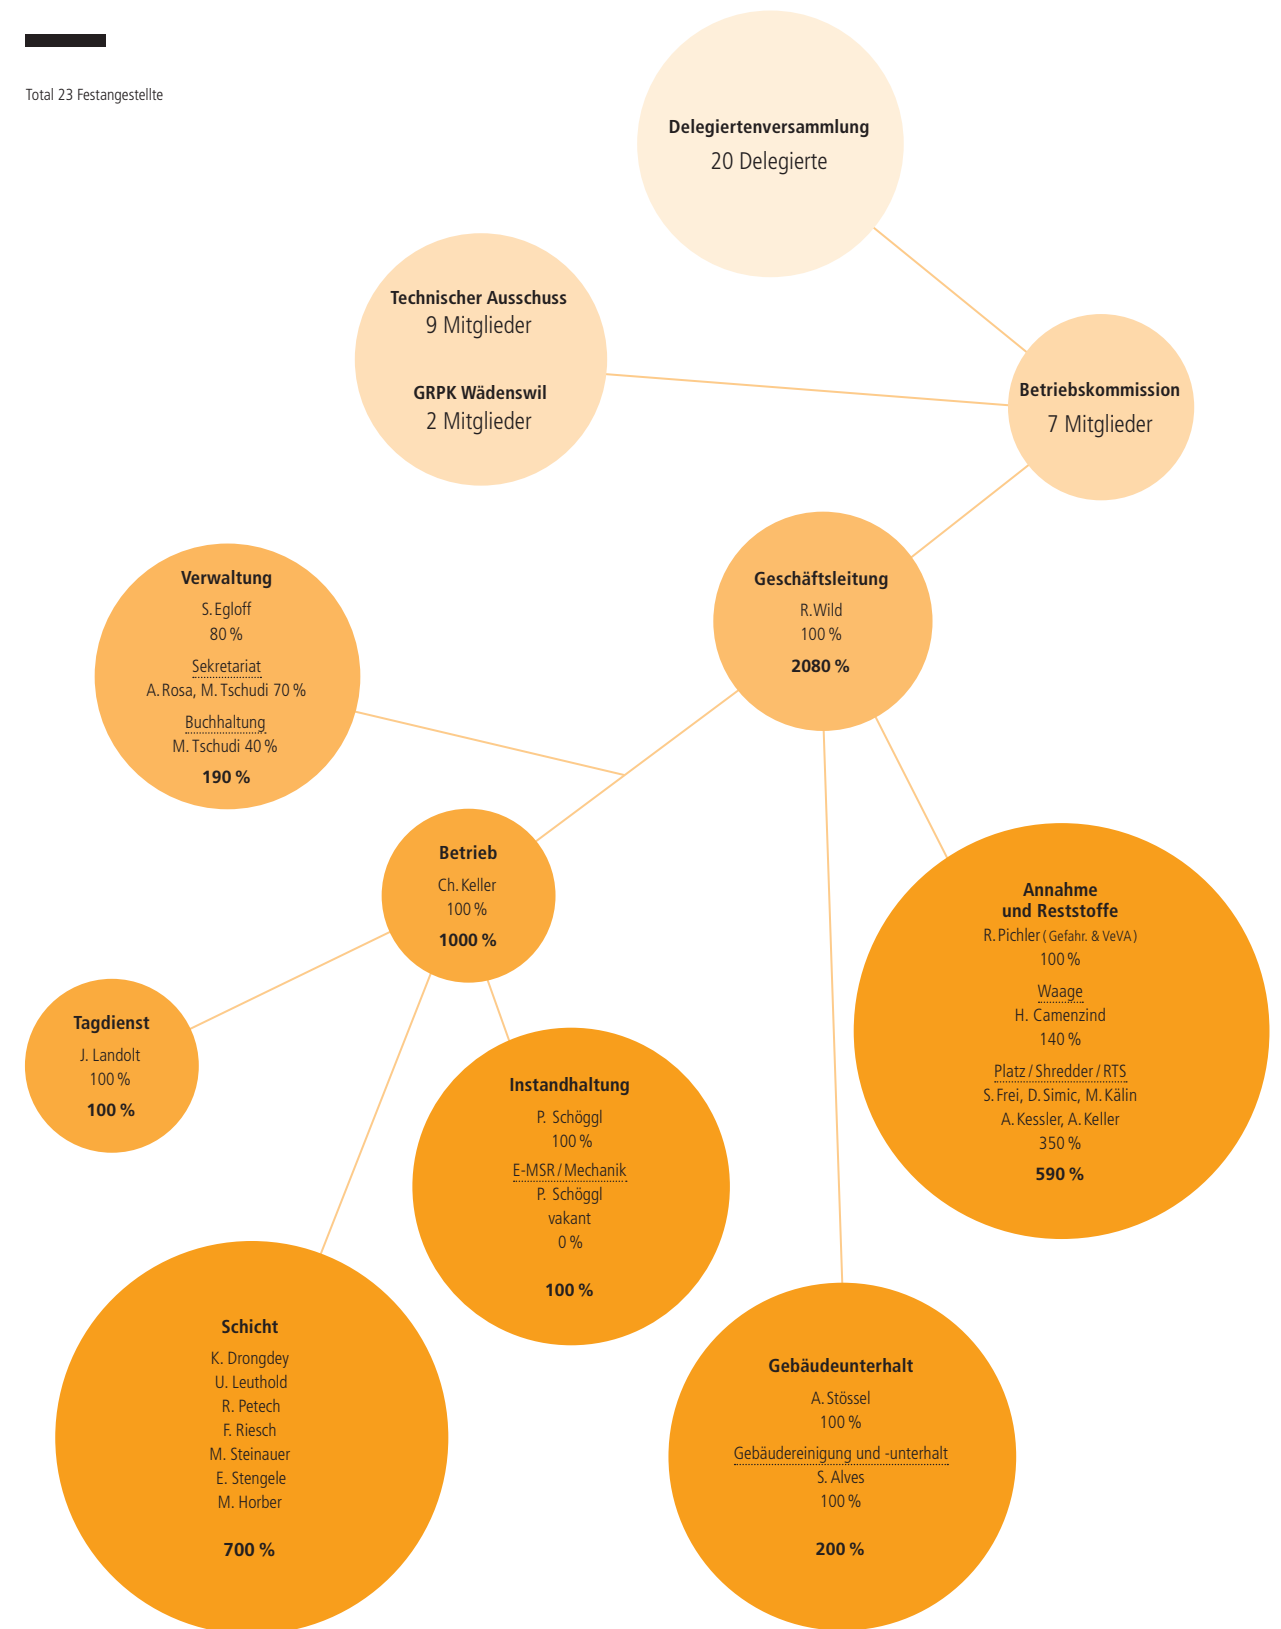 Total 23 Festangestellte
Delegiertenversammlung
20 Delegierte
Technischer Ausschuss
9 Mitglieder
GRPK Wädenswil
2 Mitglieder
Betriebskommission
7 Mitglieder
Geschäftsleitung
R. Wild
100 %
2080 %
Verwaltung
S. Egloff
80 %
Sekretariat
A. Rosa, M. Tschudi 70 %
Buchhaltung
M. Tschudi 40 %
190 %
Betrieb
Ch. Keller
100 %
1000 %
Annahme
und Reststoffe
R. Pichler ( Gefahr. & VeVA )
100 %
Waage
H. Camenzind
140 %
Platz / Shredder / RTS
S. Frei, D. Simic, M. Kälin
A. Kessler, A. Keller
350 %
590 %
Tagdienst
J. Landolt
100 %
100 %
Instandhaltung
P. Schöggl
100 %
E-MSR / Mechanik
P. Schöggl
vakant
0 %
100 %
Schicht
K. Drongdey
U. Leuthold
R. Petech
F. Riesch
M. Steinauer
E. Stengele
M. Horber
700 %
Gebäudeunterhalt
A. Stössel
100 %
Gebäudereinigung und -unterhalt
S. Alves
100 %
200 %